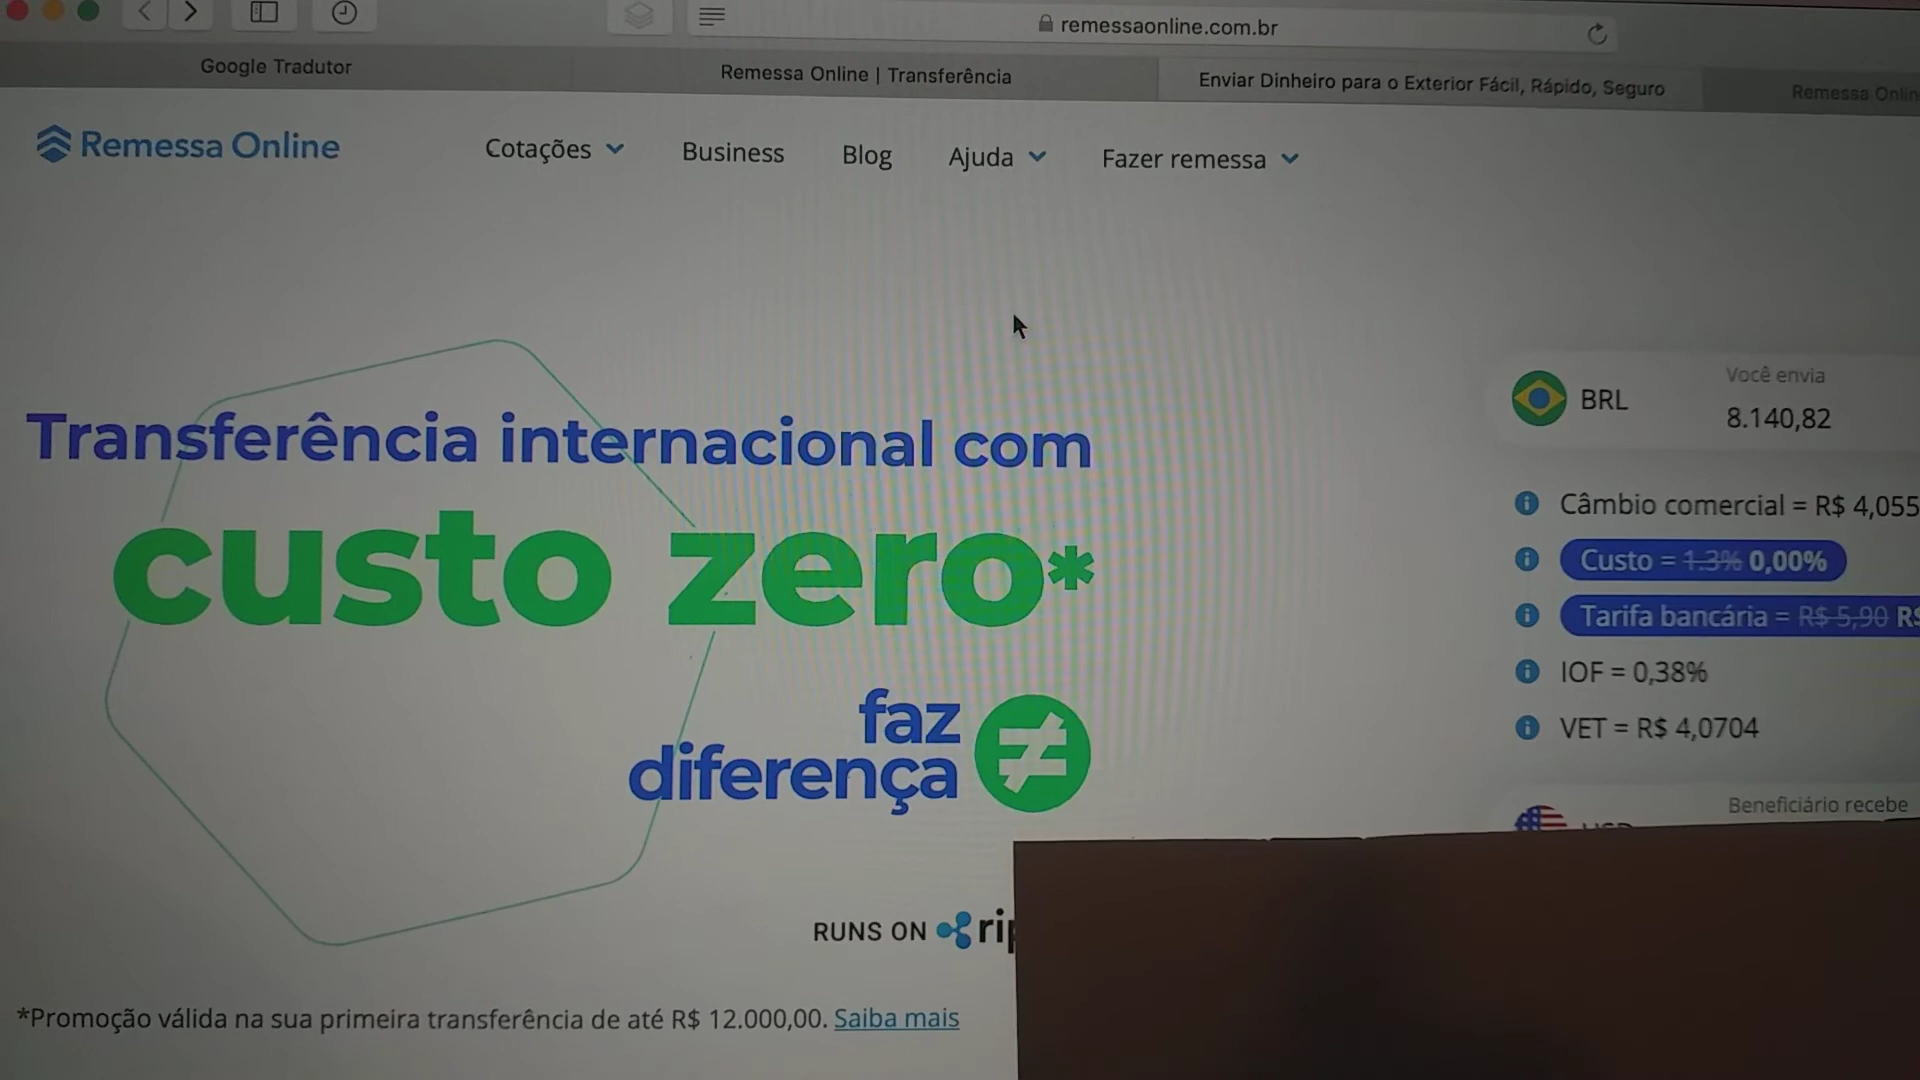 remessaonline.com.br
Google Tradutor
Remessa Online | Transferência
Enviar Dinheiro para o Exterior Fácil, Rápido, Seguro
Remessa Onlin
Remessa Online
Cotações
Business
Blog
Ajuda
Fazer remessa
Transferência internacional com
custo zero*
faz
diferença
RUNS ON rip
*Promoção válida na sua primeira transferência de até R$ 12.000,00. Saiba mais
BRL
Você envia
8.140,82
Câmbio comercial = R$ 4,055
Custo = 1.3% 0,00%
Tarifa bancária = R$ 5,90 R$
IOF = 0,38%
VET = R$ 4,0704
Beneficiário recebe
USD